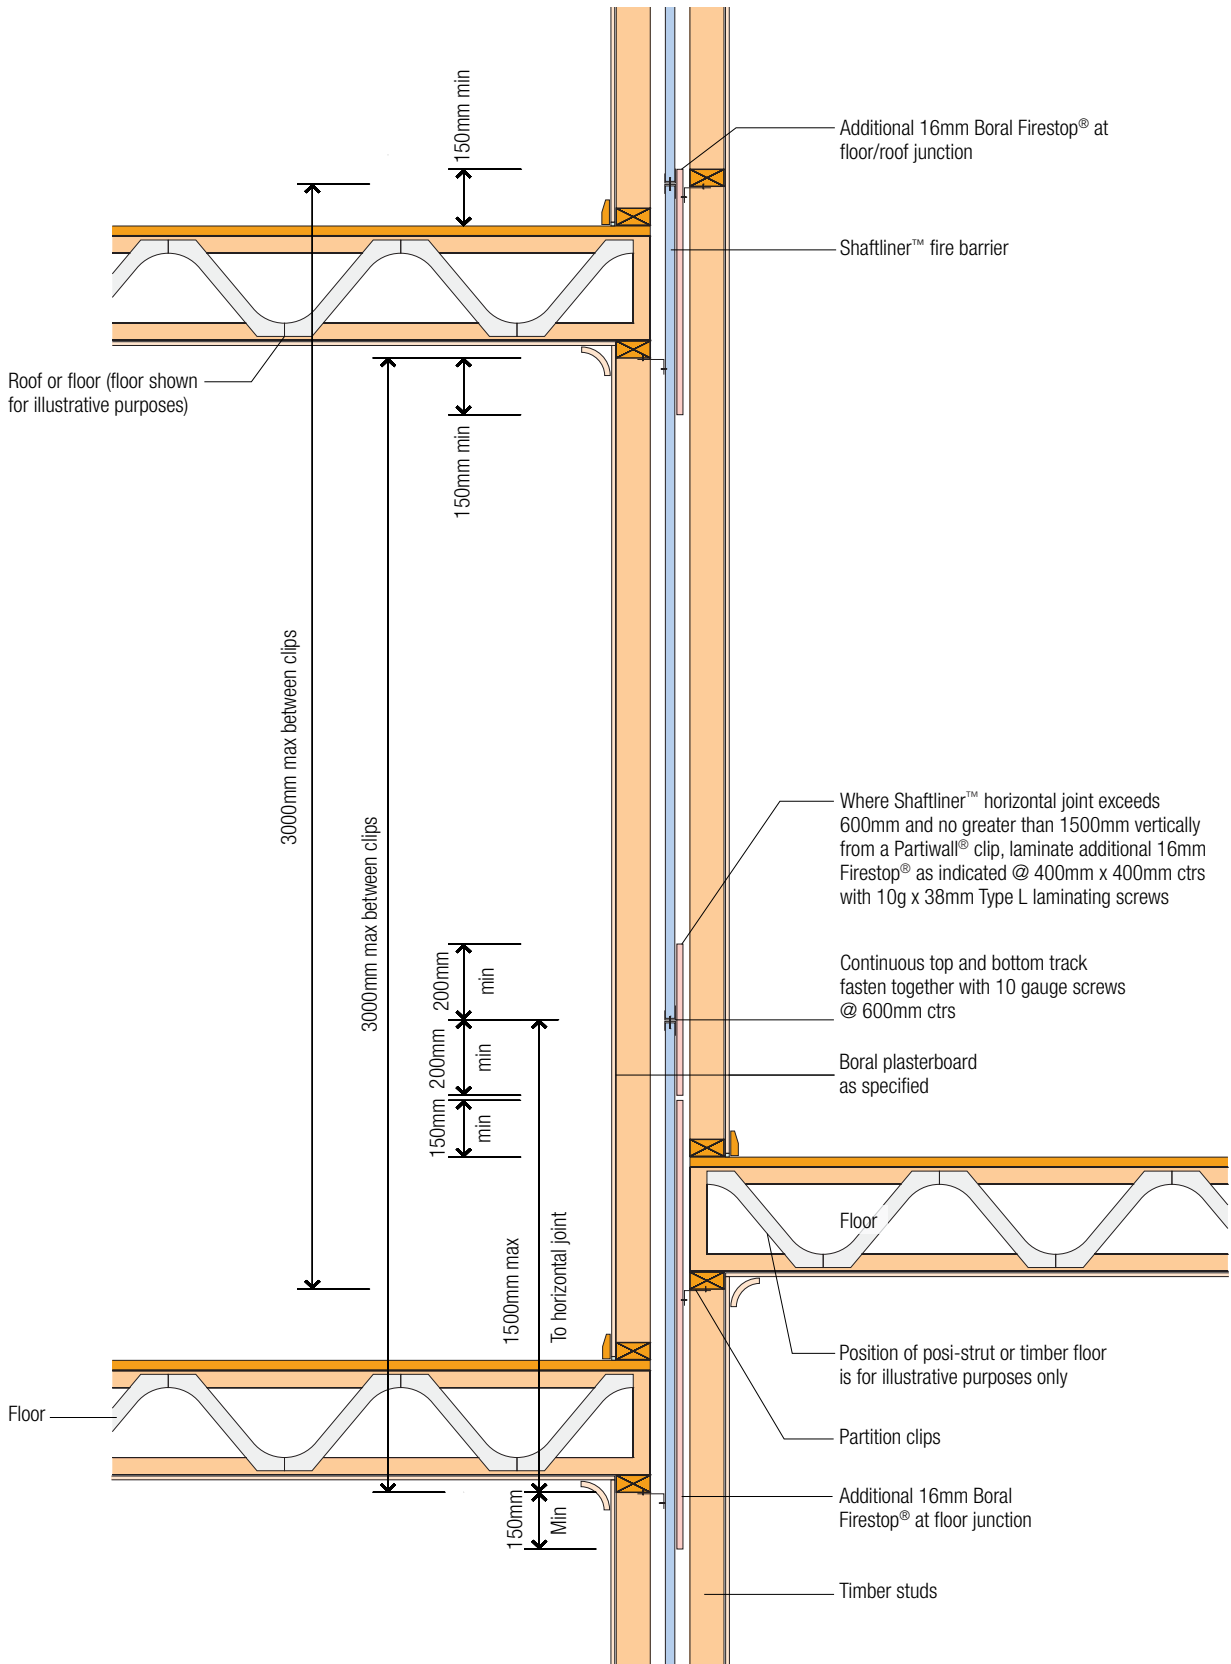 150mm min
Additional 16mm Boral Firestop® at
floor/roof junction
Shaftliner™ fire barrier
Roof or floor (floor shown
for illustrative purposes)
150mm min
3000mm max between clips
3000mm max between clips
Where Shaftliner™ horizontal joint exceeds
600mm and no greater than 1500mm vertically
from a Partiwall® clip, laminate additional 16mm
Firestop® as indicated @ 400mm x 400mm ctrs
with 10g x 38mm Type L laminating screws
200mm
min
Continuous top and bottom track
fasten together with 10 gauge screws
@ 600mm ctrs
200mm
min
Boral plasterboard
as specified
150mm
min
Floor
1500mm max
To horizontal joint
Position of posi-strut or timber floor
is for illustrative purposes only
Floor
Partition clips
150mm
Min
Additional 16mm Boral
Firestop® at floor junction
Timber studs